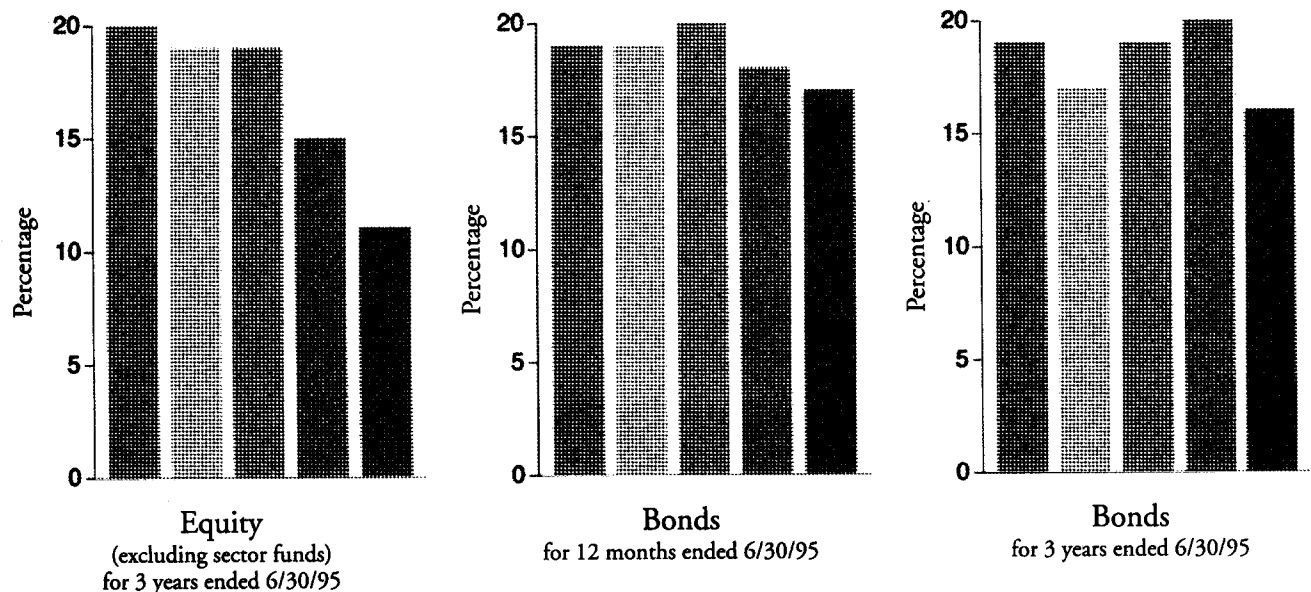 20
15
10
5
0
Percentage
Equity
(excluding sector funds)
for 3 years ended 6/30/95
20
15
10
5
0
Percentage
Bonds
for 12 months ended 6/30/95
20
15
10
5
0
Percentage
Bonds
for 3 years ended 6/30/95